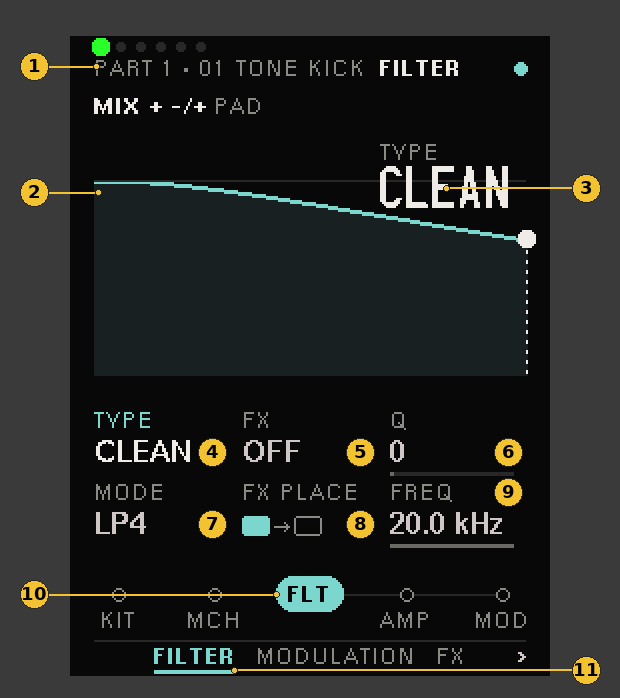 1 PART 1 · 01 TONE KICK FILTER
MIX + -/+ PAD
TYPE
2 CLEAN 3
TYPE FX Q
CLEAN 4 OFF 5 0 6
MODE FX PLACE FREQ 9
LP4 7 → 8 20.0 kHz
10 FLT
KIT MCH AMP MOD
FILTER MODULATION FX >
11